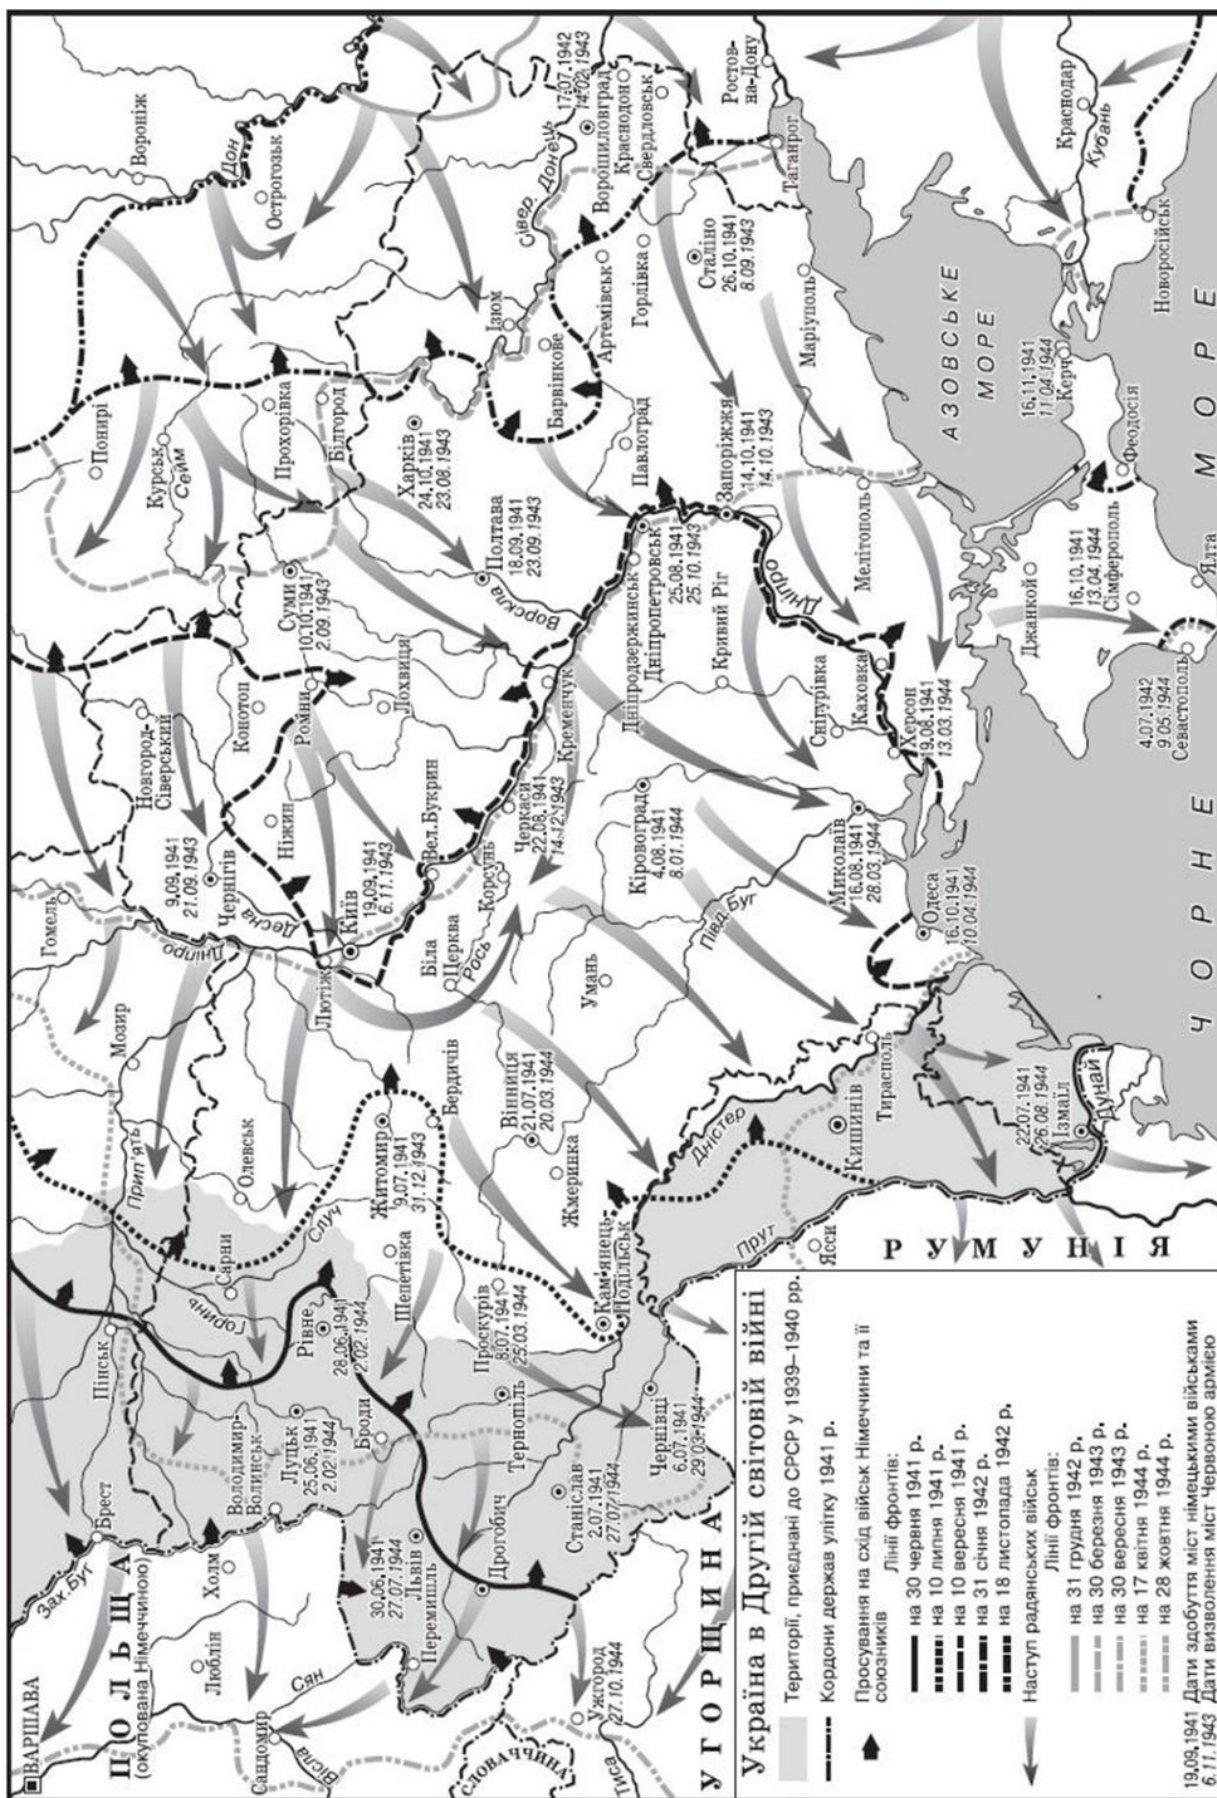 ВАРШАВА
ПОЛЬЩА
(окупована Німеччиною)
Зах.Буг
Брест
Люблін
Холм
Сандомир
Вісла
Сян
Пінськ
Прип'ять
Мозир
Гомель
Дніпро
Десна
Володимир-
Волинський
Луцьк
25.06.1941
2.02.1944
Рівне
28.06.1941
2.02.1944
Горинь
Сарни
Случ
Олевськ
Броди
Шепетівка
Житомир
9.07.1941
31.12.1943
Бердичів
Лютіж
Київ
19.09.1941
6.11.1943
Чернігів
9.09.1941
21.09.1943
Новгород-
Сіверський
Ніжин
Конотоп
Ромни
Лохвиця
Суми
10.10.1941
2.09.1943
Курськ
Сейм
Понирі
Прохорівка
Білгород
Вороніж
Дон
Острогозьк
Харків
24.10.1941
23.08.1943
Полтава
18.09.1941
23.09.1943
Ворскла
Ізюм
Барвінкове
Сівер. Донець
17.07.1942
14.02.1943
Ворошиловград
Краснодон
Свердловськ
Артемівськ
Горлівка
Сталіно
26.10.1941
8.09.1943
Ростов-
на-Дону
Таганрог
Маріуполь
Павлоград
Запоріжжя
14.10.1941
14.10.1943
Дніпродзержинськ
Дніпропетровськ
25.08.1941
25.10.1943
Кривий Ріг
Дніпро
Мелітополь
Кременчук
Черкаси
22.08.1941
14.12.1943
Вел.Букрин
Корсунь
Рось
Біла
Церква
Умань
Кіровоград
4.08.1941
8.01.1944
Півд. Буг
Вінниця
21.07.1941
20.03.1944
Жмеринка
Проскурів
8.07.1941
25.03.1944
Кам'янець-
Подільськ
Тернопіль
30.06.1941
27.07.1944
Львів
Перемишль
Дрогобич
Станіслав
2.07.1941
27.07.1944
Чернівці
6.07.1941
29.03.1944
Ужгород
27.10.1944
Тиса
СЛОВАЧЧИНА
УГОРЩИНА
РУМУНІЯ
Ясси
Прут
Дністер
Кишинів
Тирасполь
22.07.1941
26.08.1944
Ізмаїл
Дунай
Одеса
16.10.1941
10.04.1944
Миколаїв
16.08.1941
28.03.1944
Снігурівка
Каховка
Херсон
19.08.1941
13.03.1944
Джанкой
16.10.1941
13.04.1944
Сімферополь
4.07.1942
9.05.1944
Севастополь
Ялта
Феодосія
16.11.1941
11.04.1944
Керч
АЗОВСЬКЕ
МОРЕ
Новоросійськ
Краснодар
Кубань
ЧОРНЕ МОРЕ
Україна в Другій світовій війні
Території, приєднані до СРСР у 1939–1940 рр.
Кордони держав улітку 1941 р.
Просування на схід військ Німеччини та її
союзників
Лінії фронтів:
на 30 червня 1941 р.
на 10 липня 1941 р.
на 10 вересня 1941 р.
на 31 січня 1942 р.
на 18 листопада 1942 р.
Наступ радянських військ
Лінії фронтів:
на 31 грудня 1942 р.
на 30 березня 1943 р.
на 30 вересня 1943 р.
на 17 квітня 1944 р.
на 28 жовтня 1944 р.
19.09.1941 Дати здобуття міст німецькими військами
6.11.1943 Дати визволення міст Червоною армією